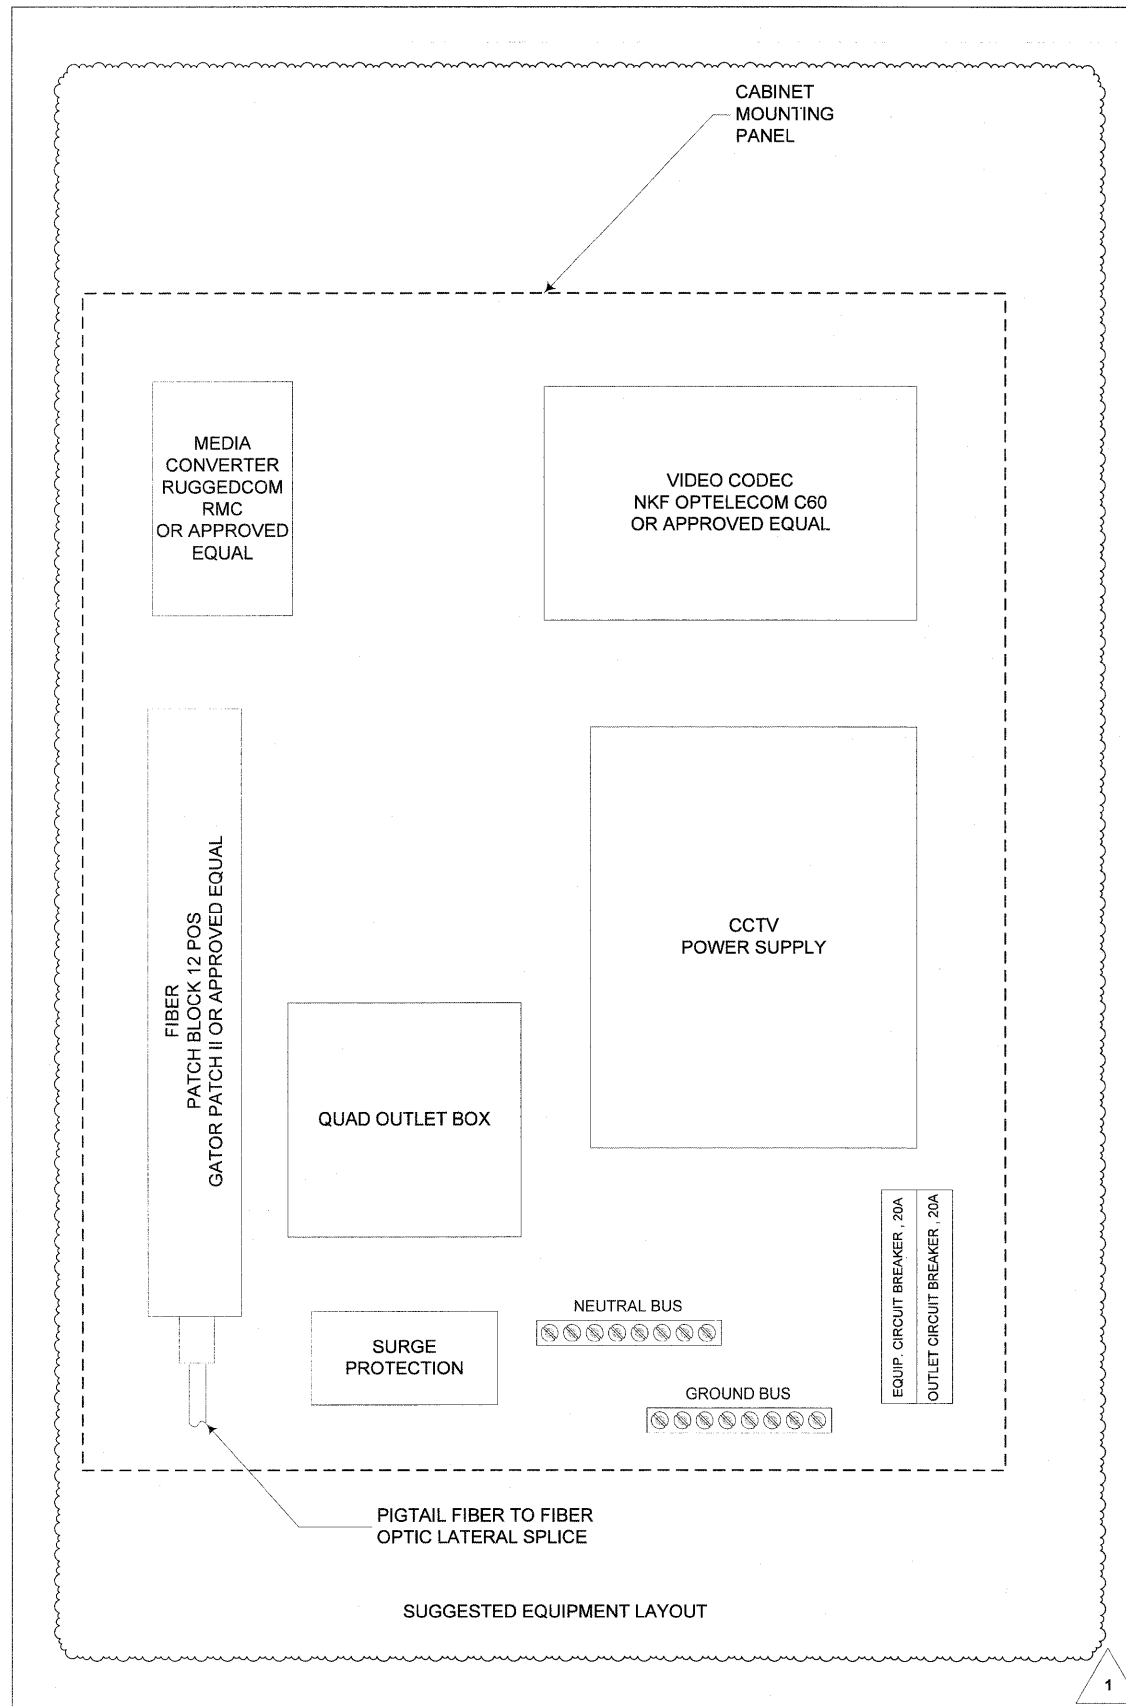 CABINET
MOUNTING
PANEL
MEDIA
CONVERTER
RUGGEDCOM
RMC
OR APPROVED
EQUAL
VIDEO CODEC
NKF OPTELECOM C60
OR APPROVED EQUAL
FIBER
PATCH BLOCK 12 POS
GATOR PATCH II OR APPROVED EQUAL
CCTV
POWER SUPPLY
QUAD OUTLET BOX
EQUIP. CIRCUIT BREAKER , 20A
OUTLET CIRCUIT BREAKER , 20A
NEUTRAL BUS
SURGE
PROTECTION
GROUND BUS
PIGTAIL FIBER TO FIBER
OPTIC LATERAL SPLICE
SUGGESTED EQUIPMENT LAYOUT
1